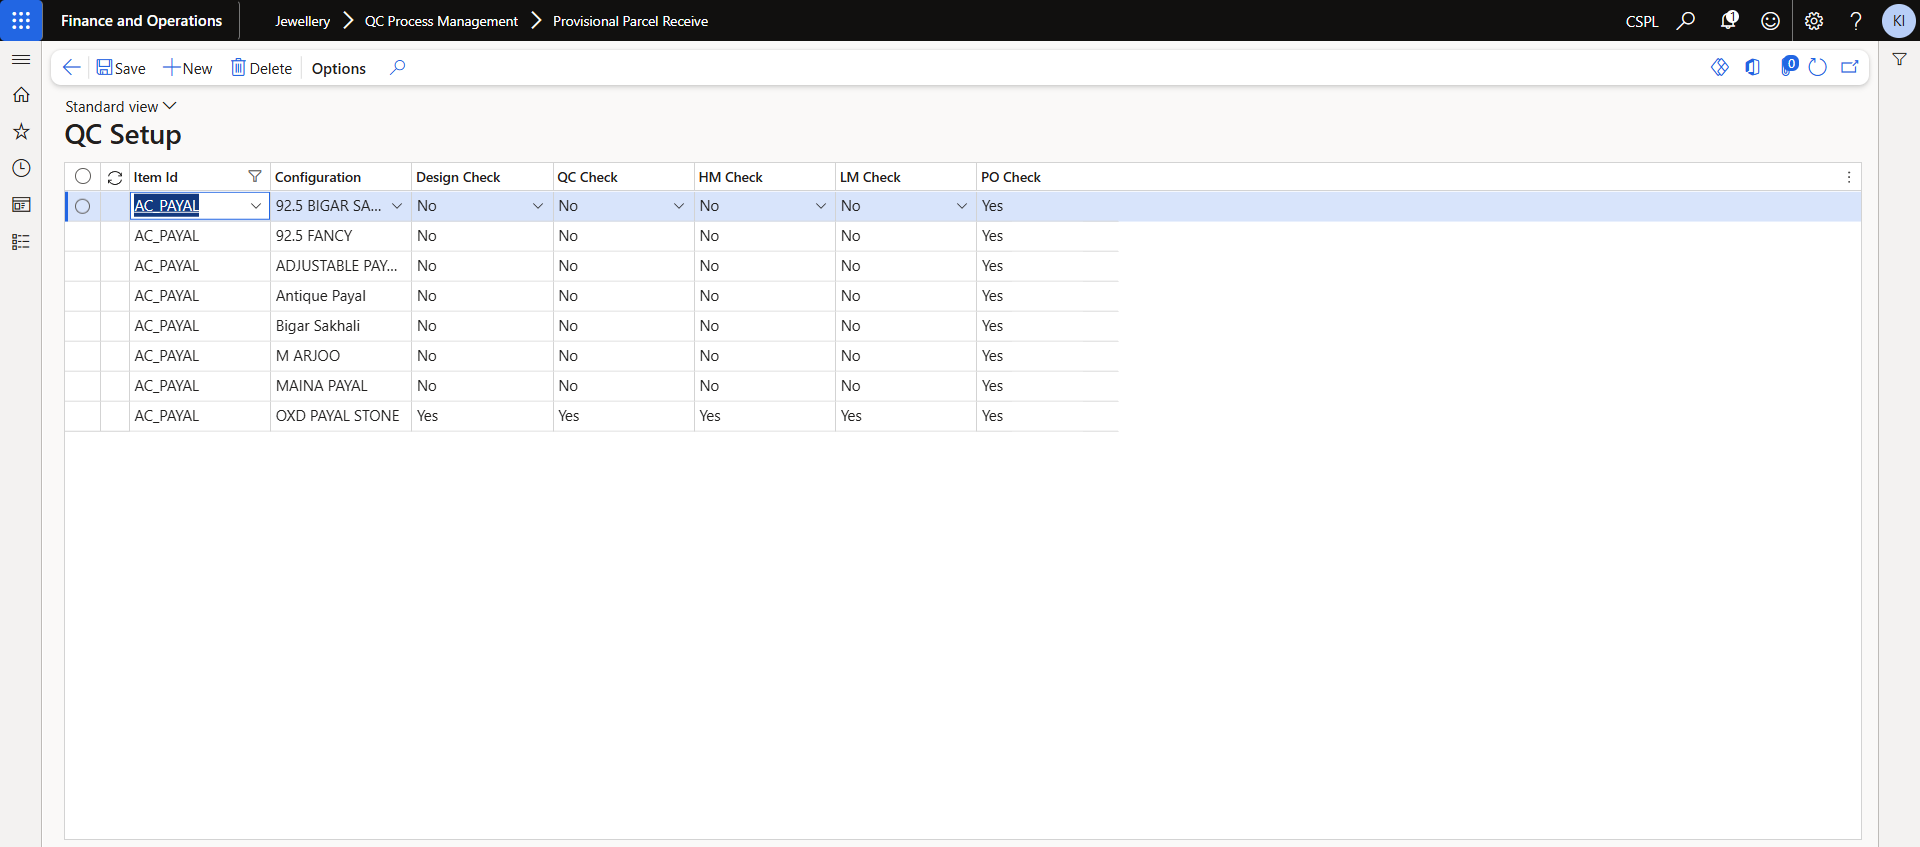 Finance and Operations Jewellery QC Process Management Provisional Parcel Receive CSPL 1 ? KI
Save New Delete Options 0
Standard view
QC Setup
Item Id Configuration Design Check QC Check HM Check LM Check PO Check
AC_PAYAL 92.5 BIGAR SA... No No No No Yes
AC_PAYAL 92.5 FANCY No No No No Yes
AC_PAYAL ADJUSTABLE PAY... No No No No Yes
AC_PAYAL Antique Payal No No No No Yes
AC_PAYAL Bigar Sakhali No No No No Yes
AC_PAYAL M ARJOO No No No No Yes
AC_PAYAL MAINA PAYAL No No No No Yes
AC_PAYAL OXD PAYAL STONE Yes Yes Yes Yes Yes